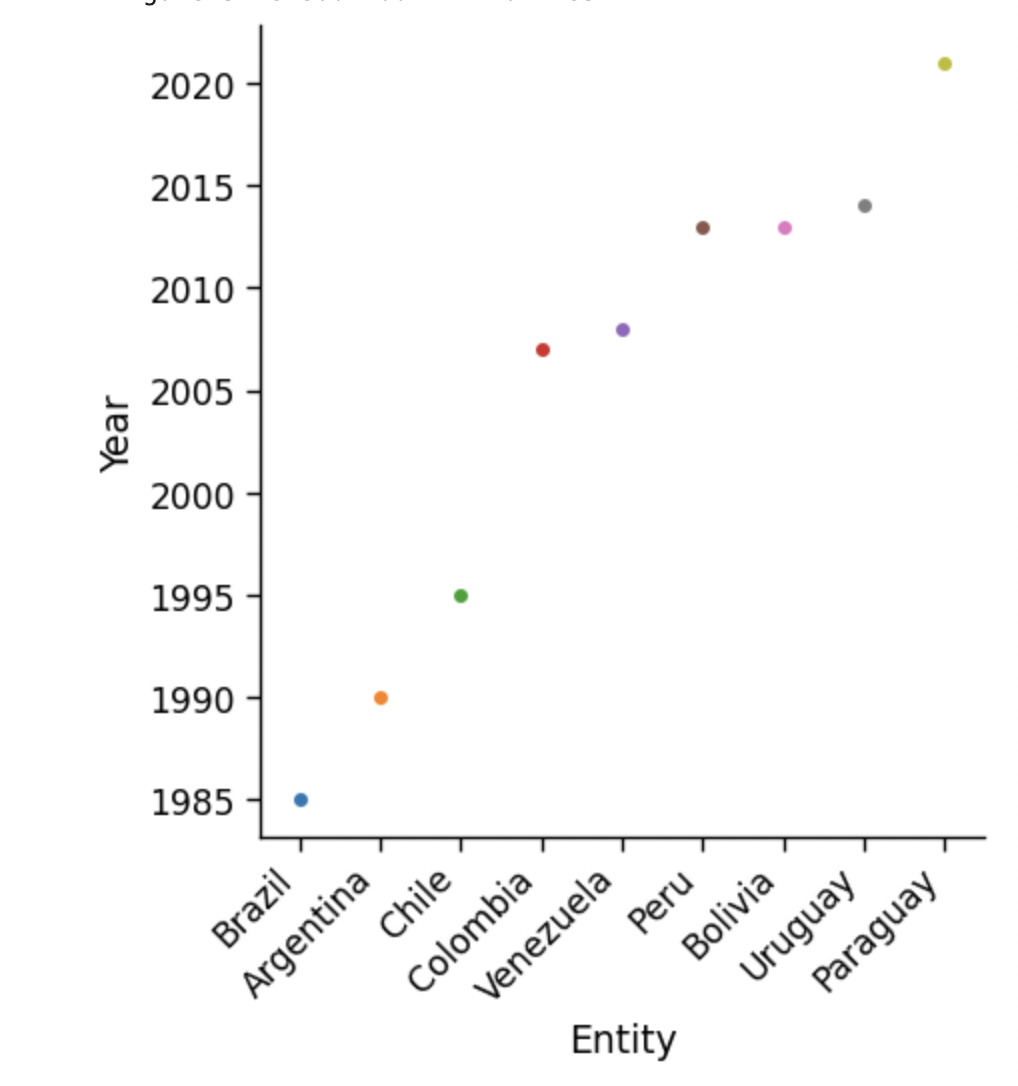 2020
2015
2010
2005
2000
1995
1990
1985
Year
Brazil
Argentina
Chile
Colombia
Venezuela
Peru
Bolivia
Uruguay
Paraguay
Entity